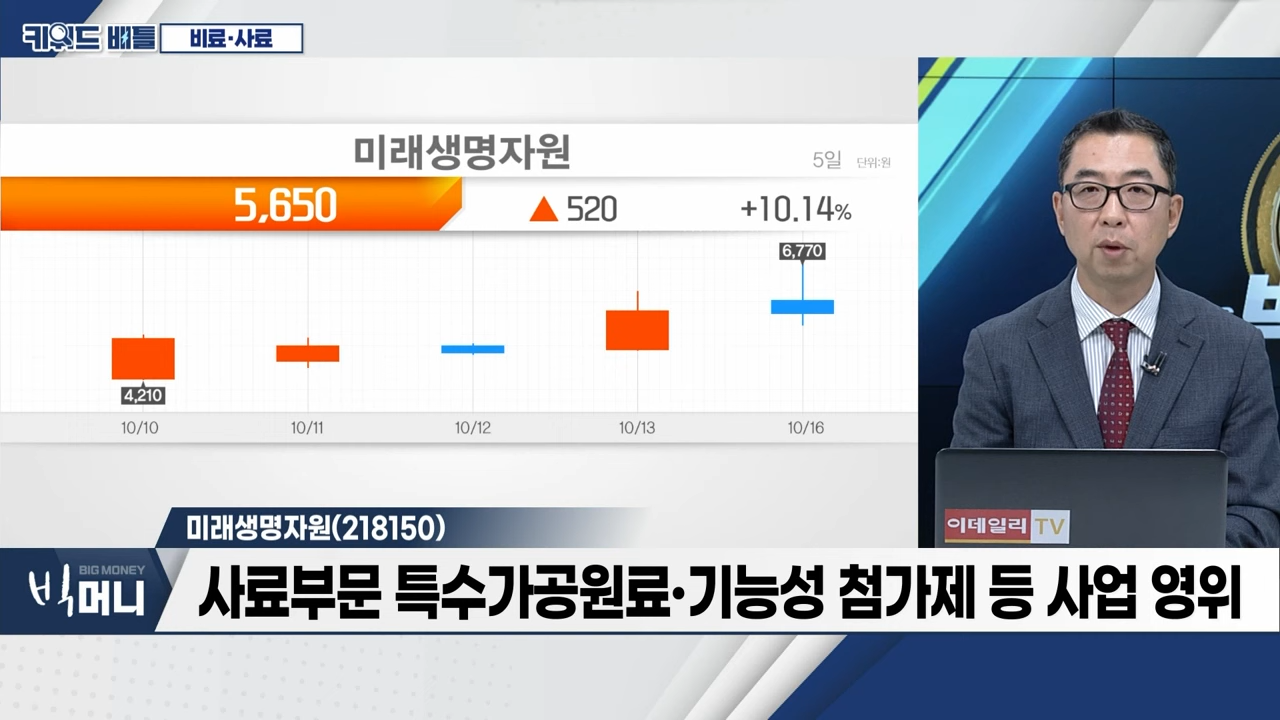 키워드 배틀 비료·사료
미래생명자원
5일 단위:원
5,650 ▲ 520 +10.14%
6,770
4,210
10/10 10/11 10/12 10/13 10/16
이데일리TV
미래생명자원(218150)
BIG MONEY
빅머니
사료부문 특수가공원료·기능성 첨가제 등 사업 영위